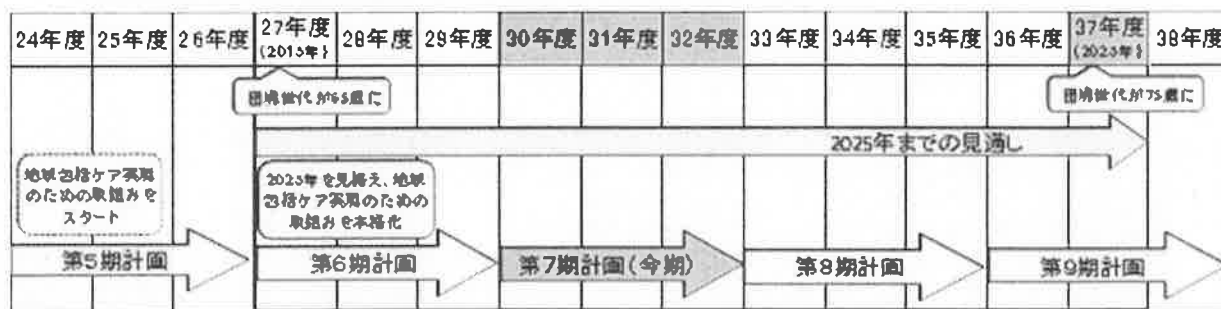 24年度 25年度 26年度 27年度 28年度 29年度 30年度 31年度 32年度 33年度 34年度 35年度 36年度 37年度 38年度
(2015年) (2025年)
団塊世代が65歳に 団塊世代が75歳に
2025年までの見通し
地域包括ケア実現
のための取組みを
スタート
2025年を見据え、地域
包括ケア実現のための
取組みを本格化
第5期計画 第6期計画 第7期計画(今期) 第8期計画 第9期計画